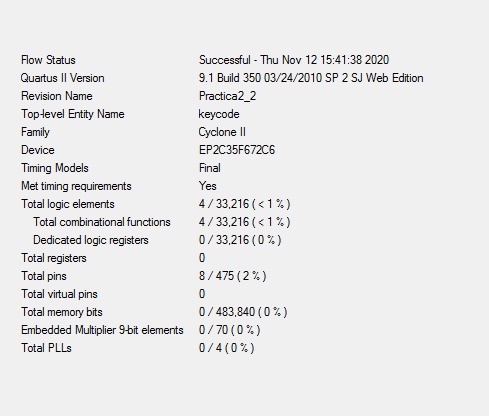 Flow Status Successful - Thu Nov 12 15:41:38 2020
Quartus II Version 9.1 Build 350 03/24/2010 SP 2 SJ Web Edition
Revision Name Practica2_2
Top-level Entity Name keycode
Family Cyclone II
Device EP2C35F672C6
Timing Models Final
Met timing requirements Yes
Total logic elements 4 / 33,216 ( < 1 % )
Total combinational functions 4 / 33,216 ( < 1 % )
Dedicated logic registers 0 / 33,216 ( 0 % )
Total registers 0
Total pins 8 / 475 ( 2 % )
Total virtual pins 0
Total memory bits 0 / 483,840 ( 0 % )
Embedded Multiplier 9-bit elements 0 / 70 ( 0 % )
Total PLLs 0 / 4 ( 0 % )